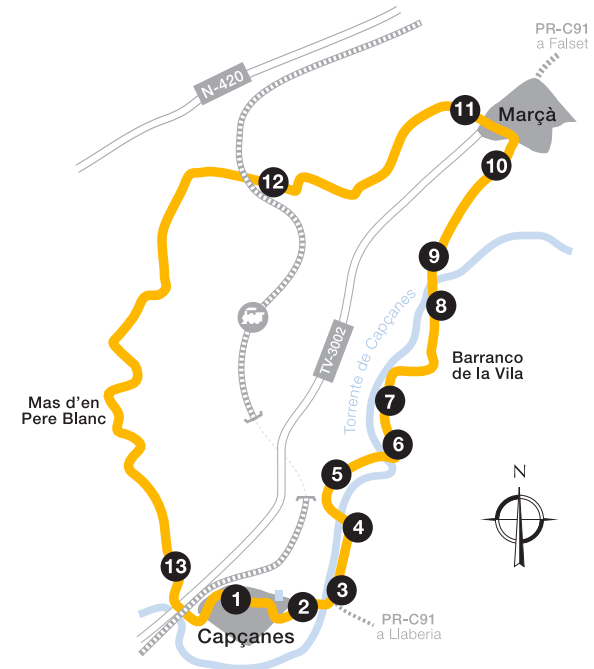 PR-C91
a Falset
N-420
11
Marçà
12
10
9
8
TV-3002
Torrente de Capçanes
Barranco
de la Vila
Mas d'en
Pere Blanc
7
6
5
N
4
13
3
1
2
PR-C91
a Llaberia
Capçanes